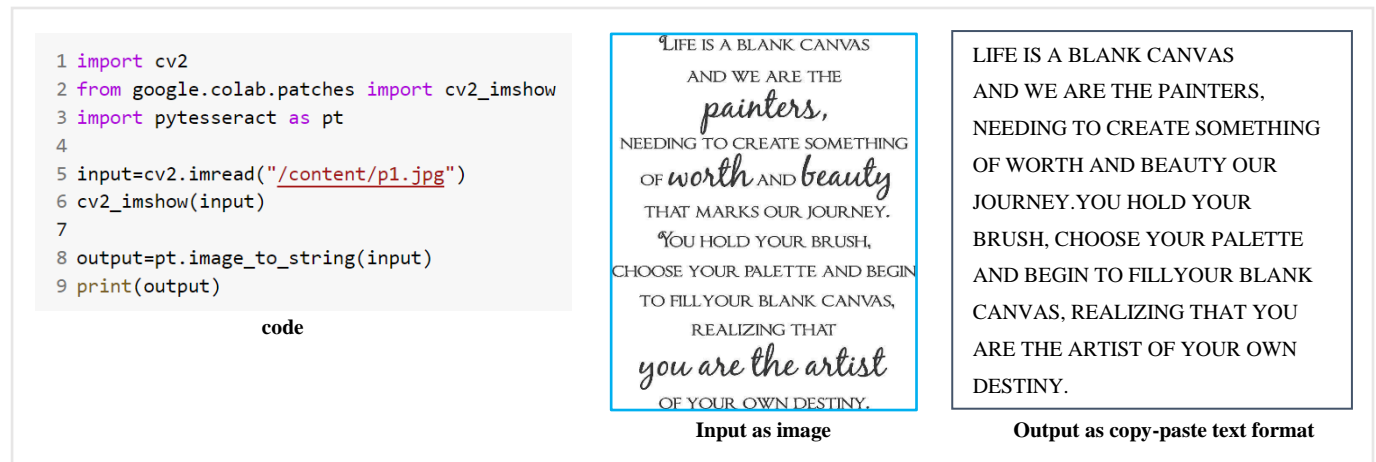 1 import cv2
2 from google.colab.patches import cv2_imshow
3 import pytesseract as pt
4
5 input=cv2.imread("/content/p1.jpg")
6 cv2_imshow(input)
7
8 output=pt.image_to_string(input)
9 print(output)
code
LIFE IS A BLANK CANVAS
AND WE ARE THE
painters,
NEEDING TO CREATE SOMETHING
OF worth AND beauty
THAT MARKS OUR JOURNEY.
YOU HOLD YOUR BRUSH,
CHOOSE YOUR PALETTE AND BEGIN
TO FILLYOUR BLANK CANVAS,
REALIZING THAT
you are the artist
OF YOUR OWN DESTINY.
Input as image
LIFE IS A BLANK CANVAS
AND WE ARE THE PAINTERS,
NEEDING TO CREATE SOMETHING
OF WORTH AND BEAUTY OUR
JOURNEY.YOU HOLD YOUR
BRUSH, CHOOSE YOUR PALETTE
AND BEGIN TO FILLYOUR BLANK
CANVAS, REALIZING THAT YOU
ARE THE ARTIST OF YOUR OWN
DESTINY.
Output as copy-paste text format